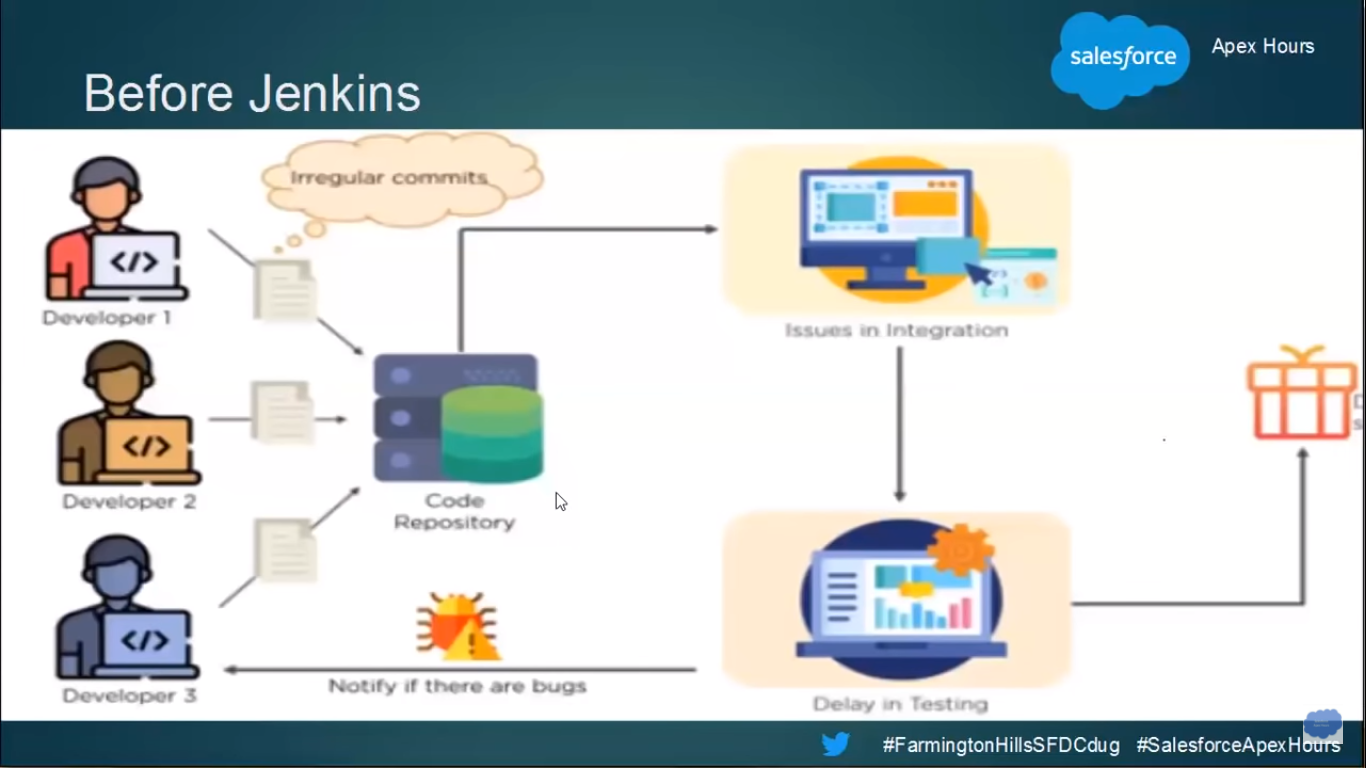 Before Jenkins
salesforce
Apex Hours
Irregular commits
</>
Developer 1
</>
Developer 2
</>
Developer 3
Code
Repository
Issues in Integration
Delay in Testing
Notify if there are bugs
#FarmingtonHillsSFDCdug #SalesforceApexHours